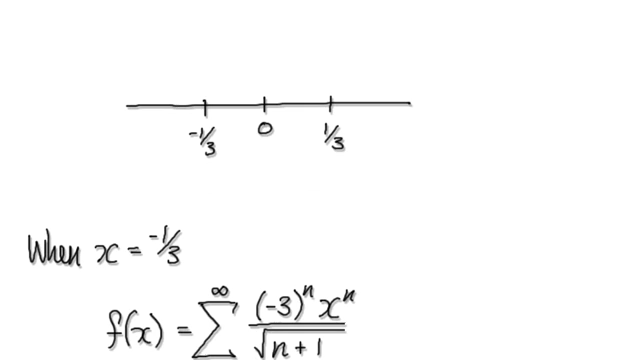 -1/3 0 1/3
When x = -1/3
f(x) = ∑^∞ (-3)^n x^n / √(n+1)